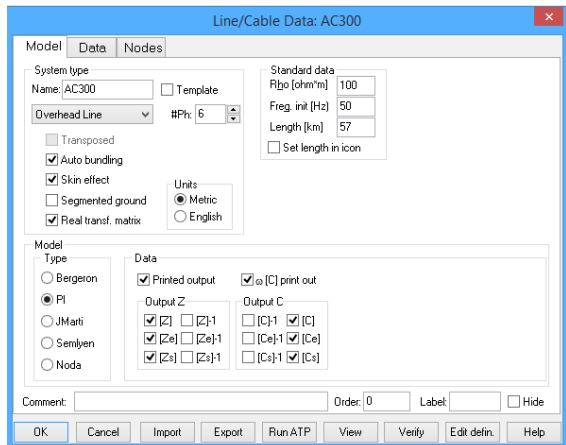 Line/Cable Data: AC300
Model Data Nodes
System type
Name: AC300 Template
Overhead Line #Ph: 6
Transposed
Auto bundling
Skin effect
Segmented ground
Real transf. matrix
Units
Metric
English
Standard data
Rho [ohm*m] 100
Freq. init [Hz] 50
Length [km] 57
Set length in icon
Model
Type
Bergeron
PI
JMarti
Semlyen
Noda
Data
Printed output ω [C] print out
Output Z
[Z] [Z]-1
[Ze] [Ze]-1
[Zs] [Zs]-1
Output C
[C]-1 [C]
[Ce]-1 [Ce]
[Cs]-1 [Cs]
Comment: Order: 0 Label: Hide
OK Cancel Import Export Run ATP View Verify Edit defin. Help